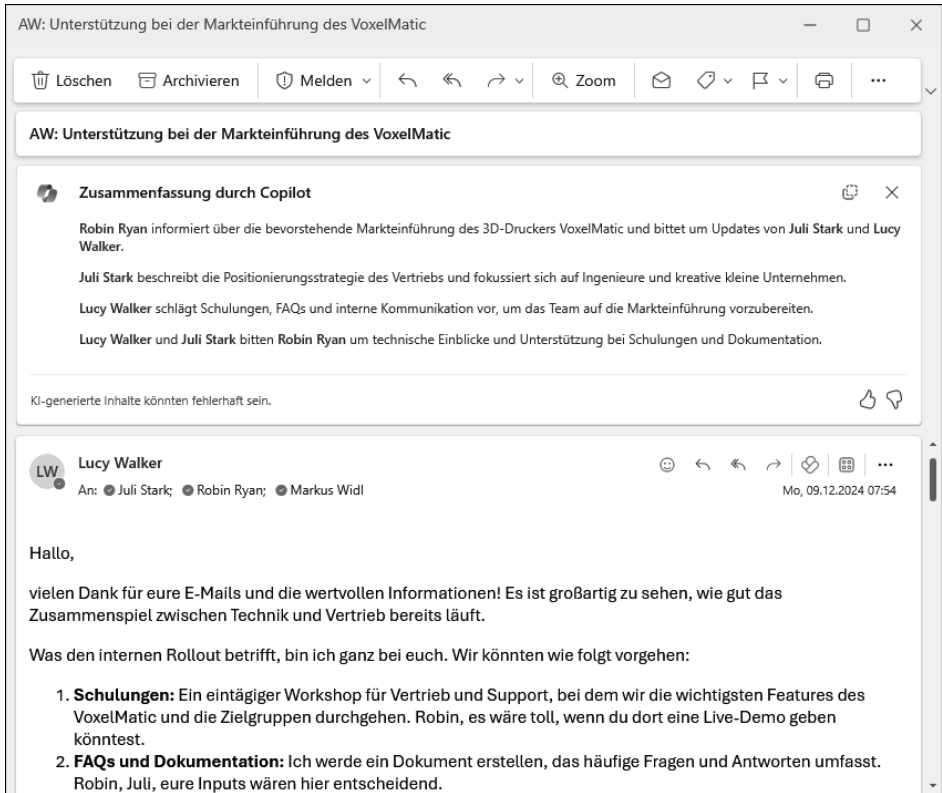 AW: Unterstützung bei der Markteinführung des VoxelMatic
Löschen Archivieren Melden Zoom
AW: Unterstützung bei der Markteinführung des VoxelMatic
Zusammenfassung durch Copilot
Robin Ryan informiert über die bevorstehende Markteinführung des 3D-Druckers VoxelMatic und bittet um Updates von Juli Stark und Lucy
Walker.
Juli Stark beschreibt die Positionierungsstrategie des Vertriebs und fokussiert sich auf Ingenieure und kreative kleine Unternehmen.
Lucy Walker schlägt Schulungen, FAQs und interne Kommunikation vor, um das Team auf die Markteinführung vorzubereiten.
Lucy Walker und Juli Stark bitten Robin Ryan um technische Einblicke und Unterstützung bei Schulungen und Dokumentation.
KI-generierte Inhalte könnten fehlerhaft sein.
LW
Lucy Walker
An: Juli Stark; Robin Ryan; Markus Widl
Mo, 09.12.2024 07:54
Hallo,
vielen Dank für eure E-Mails und die wertvollen Informationen! Es ist großartig zu sehen, wie gut das
Zusammenspiel zwischen Technik und Vertrieb bereits läuft.
Was den internen Rollout betrifft, bin ich ganz bei euch. Wir könnten wie folgt vorgehen:
1. Schulungen: Ein eintägiger Workshop für Vertrieb und Support, bei dem wir die wichtigsten Features des
VoxelMatic und die Zielgruppen durchgehen. Robin, es wäre toll, wenn du dort eine Live-Demo geben
könntest.
2. FAQs und Dokumentation: Ich werde ein Dokument erstellen, das häufige Fragen und Antworten umfasst.
Robin, Juli, eure Inputs wären hier entscheidend.